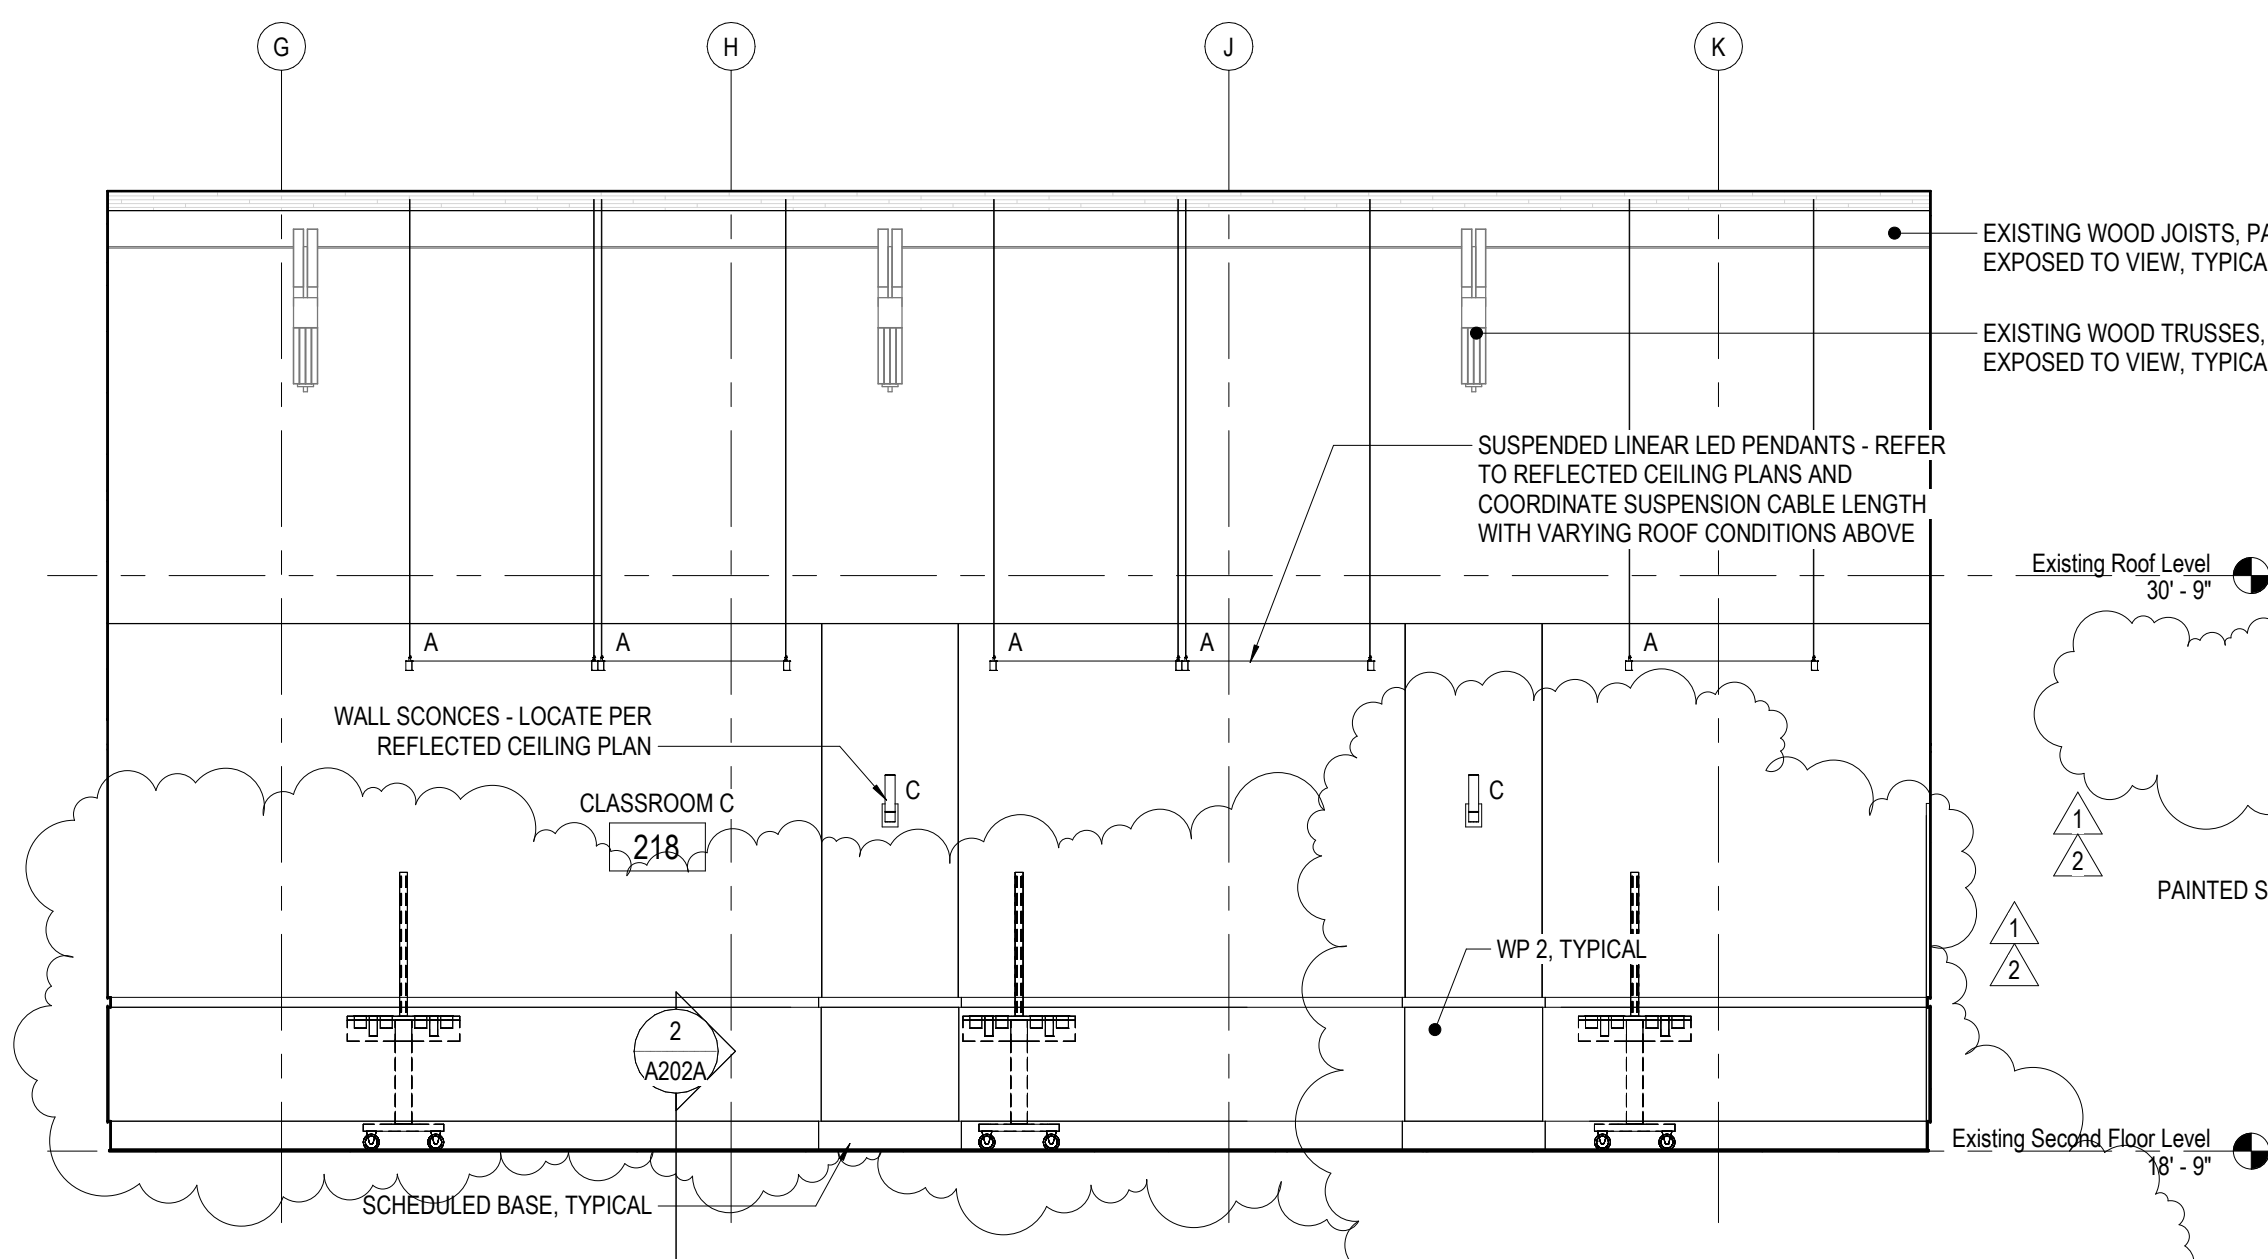 G
H
J
K
EXISTING WOOD JOISTS,
EXPOSED TO VIEW,
EXISTING WOOD TRUSSES,
EXPOSED TO VIEW,
SUSPENDED LINEAR LED PENDANTS - REFER
TO REFLECTED CEILING PLANS AND
COORDINATE SUSPENSION CABLE LENGTH
WITH VARYING ROOF CONDITIONS ABOVE
Existing Roof Level
30' - 9"
A
A
A
A
A
WALL SCONCES - LOCATE PER
REFLECTED CEILING PLAN
C
C
CLASSROOM C
218
1
2
PAINTED
1
2
WP 2, TYPICAL
2
A202A
Existing Second Floor Level
18' - 9"
SCHEDULED BASE, TYPICAL